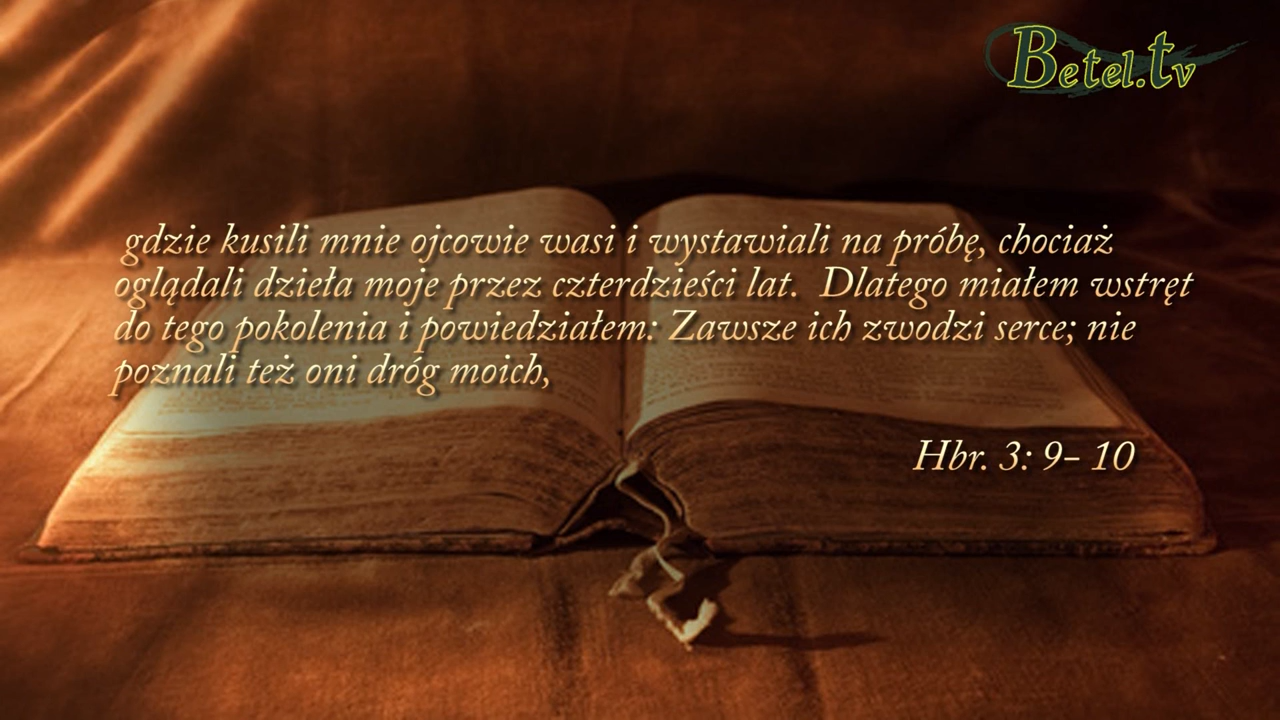 Betel.tv
gdzie kusili mnie ojcowie wasi i wystawiali na próbę, chociaż
oglądali dzieła moje przez czterdzieści lat. Dlatego miałem wstręt
do tego pokolenia i powiedziałem: Zawsze ich zwodzi serce; nie
poznali też oni dróg moich,
Hbr. 3: 9- 10